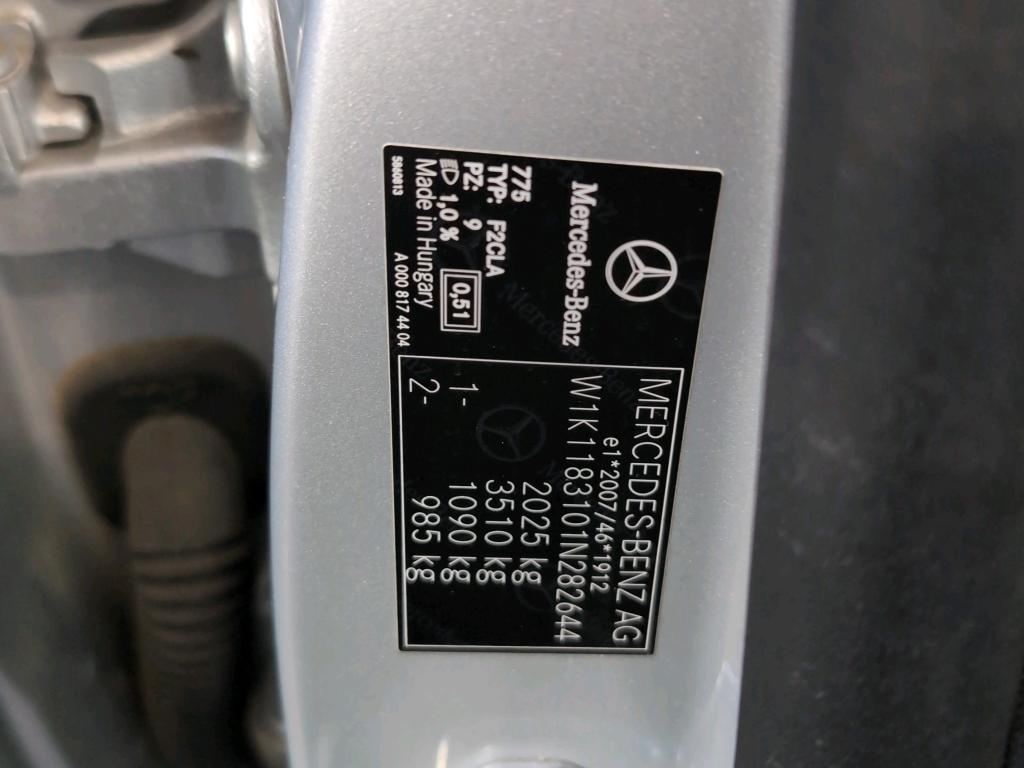 Mercedes-Benz
775
TYP: F2CLA
PZ: 9
1,0 %
0,51
Made in Hungary
S860813
A 000 817 44 04
MERCEDES-BENZ AG
e1*2007/46*1912
W1K1183101N282644
2025 kg
3510 kg
1- 1090 kg
2- 985 kg